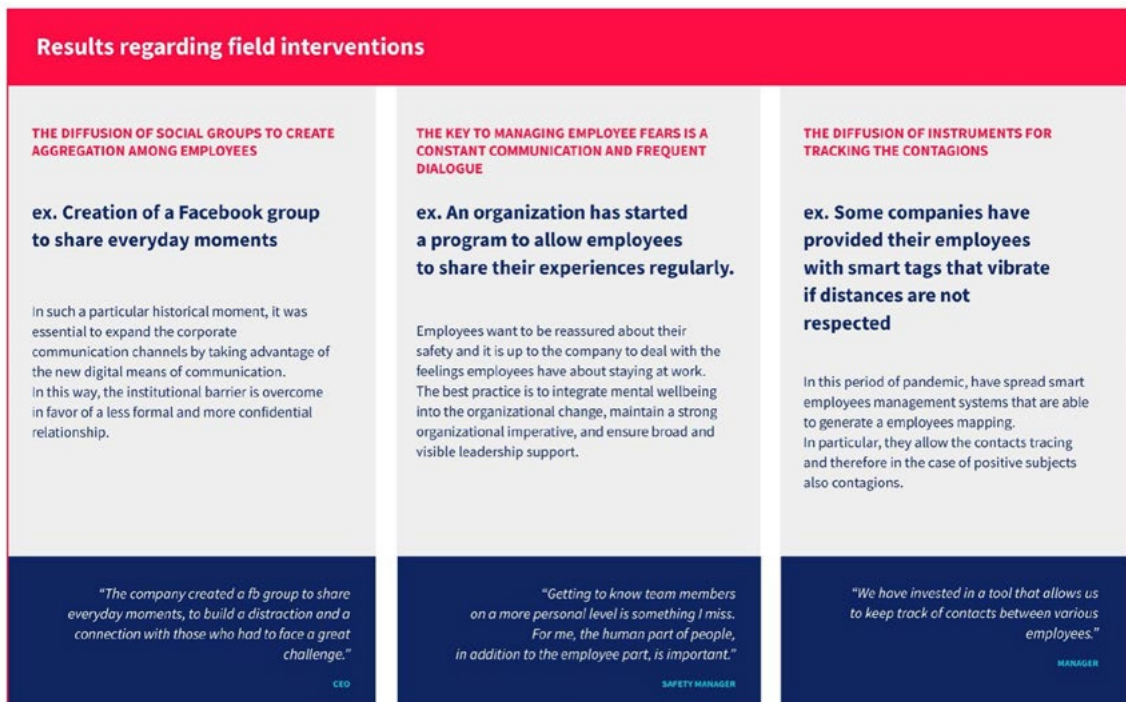 Results regarding field interventions
THE DIFFUSION OF SOCIAL GROUPS TO CREATE
AGGREGATION AMONG EMPLOYEES
ex. Creation of a Facebook group
to share everyday moments
In such a particular historical moment, it was
essential to expand the corporate
communication channels by taking advantage of
the new digital means of communication.
In this way, the institutional barrier is overcome
in favor of a less formal and more confidential
relationship.
"The company created a fb group to share
everyday moments, to build a distraction and a
connection with those who had to face a great
challenge."
CEO
THE KEY TO MANAGING EMPLOYEE FEARS IS A
CONSTANT COMMUNICATION AND FREQUENT
DIALOGUE
ex. An organization has started
a program to allow employees
to share their experiences regularly.
Employees want to be reassured about their
safety and it is up to the company to deal with the
feelings employees have about staying at work.
The best practice is to integrate mental wellbeing
into the organizational change, maintain a strong
organizational imperative, and ensure broad and
visible leadership support.
"Getting to know team members
on a more personal level is something I miss.
For me, the human part of people,
in addition to the employee part, is important."
SAFETY MANAGER
THE DIFFUSION OF INSTRUMENTS FOR
TRACKING THE CONTAGIONS
ex. Some companies have
provided their employees
with smart tags that vibrate
if distances are not
respected
In this period of pandemic, have spread smart
employees management systems that are able
to generate a employees mapping.
In particular, they allow the contacts tracing
and therefore in the case of positive subjects
also contagions.
"We have invested in a tool that allows us
to keep track of contacts between various
employees."
MANAGER